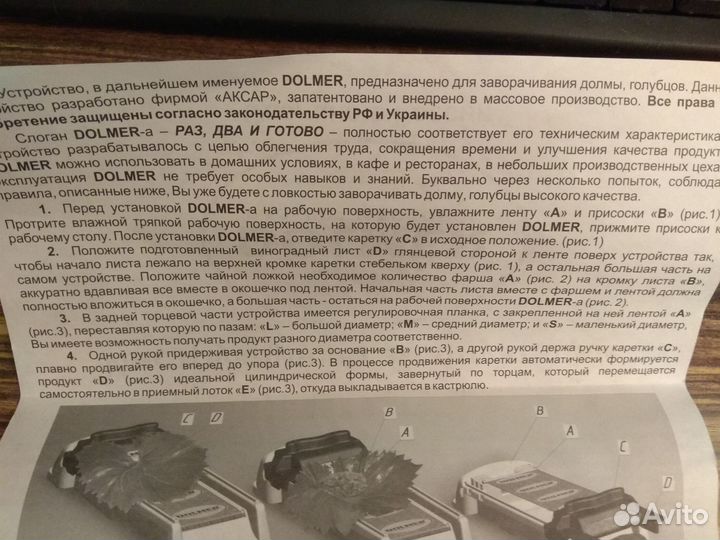 Устройство, в дальнейшем именуемое DOLMER, предназначено для заворачивания долмы, голубцов. Данн
йство разработано фирмой «АКСАР», запатентовано и внедрено в массовое производство. Все права
бретение защищены согласно законодательству РФ и Украины.
Слоган DOLMER-а – РАЗ, ДВА И ГОТОВО – полностью соответствует его техническим характеристика
тройство разрабатывалось с целью облегчения труда, сокращения времени и улучшения качества продукт
OLMER можно использовать в домашних условиях, в кафе и ресторанах, в небольших производственных цеха
эксплуатация DOLMER не требует особых навыков и знаний. Буквально через несколько попыток, соблюда
правила, описанные ниже, Вы уже будете с ловкостью заворачивать долму, голубцы высокого качества.
1. Перед установкой DOLMER-а на рабочую поверхность, увлажните ленту «А» и присоски «В» (рис.1)
Протрите влажной тряпкой рабочую поверхность, на которую будет установлен DOLMER, прижмите присоски к
рабочему столу. После установки DOLMER-а, отведите каретку «С» в исходное положение. (рис.1)
2. Положите подготовленный виноградный лист «D» глянцевой стороной к ленте поверх устройства так,
чтобы начало листа лежало на верхней кромке каретки стебельком кверху (рис. 1), а остальная большая часть на
самом устройстве. Положите чайной ложкой необходимое количество фарша «А» (рис. 2) на кромку листа «В»,
аккуратно вдавливая все вместе в окошечко под лентой. Начальная часть листа вместе с фаршем и лентой должна
полностью вложиться в окошечко, а большая часть - остаться на рабочей поверхности DOLMER-а (рис. 2).
3. В задней торцевой части устройства имеется регулировочная планка, с закрепленной на ней лентой «А»
(рис.3), переставляя которую по пазам: «L» – большой диаметр; «M» – средний диаметр; и «S» – маленький диаметр,
Вы имеете возможность получать продукт разного диаметра соответственно.
4. Одной рукой придерживая устройство за основание «В» (рис.3), а другой рукой держа ручку каретки «С»,
плавно продвигайте его вперед до упора (рис.3). В процессе продвижения каретки автоматически формируется
продукт «D» (рис.3) идеальной цилиндрической формы, завернутый по торцам, который перемещается
самостоятельно в приемный лоток «Е» (рис.3), откуда выкладывается в кастрюлю.
C D B A B A C D
DOLMER
Avito